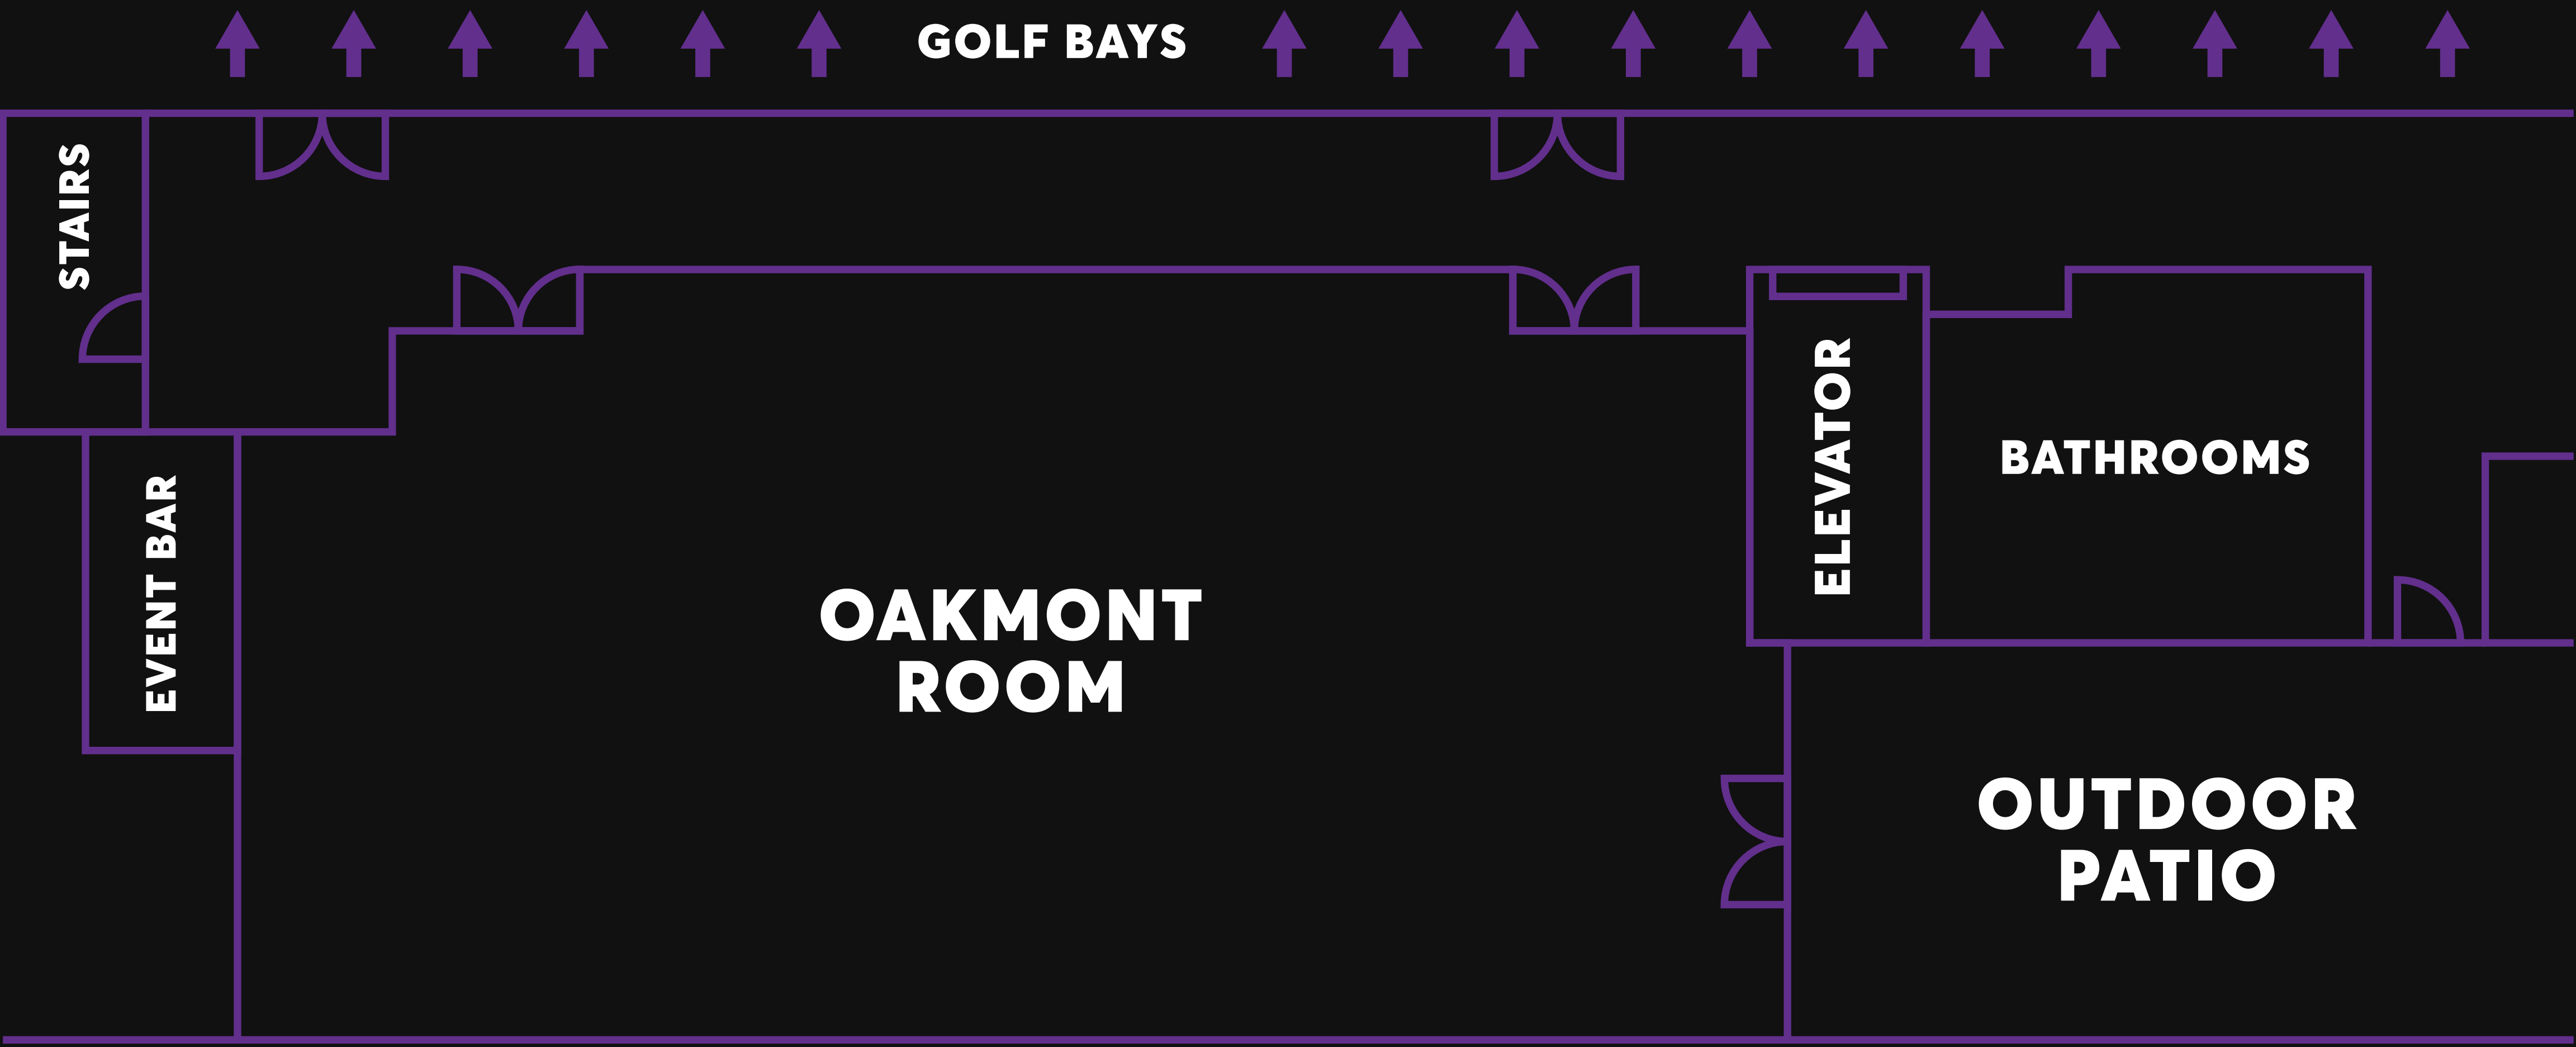 GOLF BAYS
STAIRS
ELEVATOR
BATHROOMS
EVENT BAR
OAKMONT
ROOM
OUTDOOR
PATIO